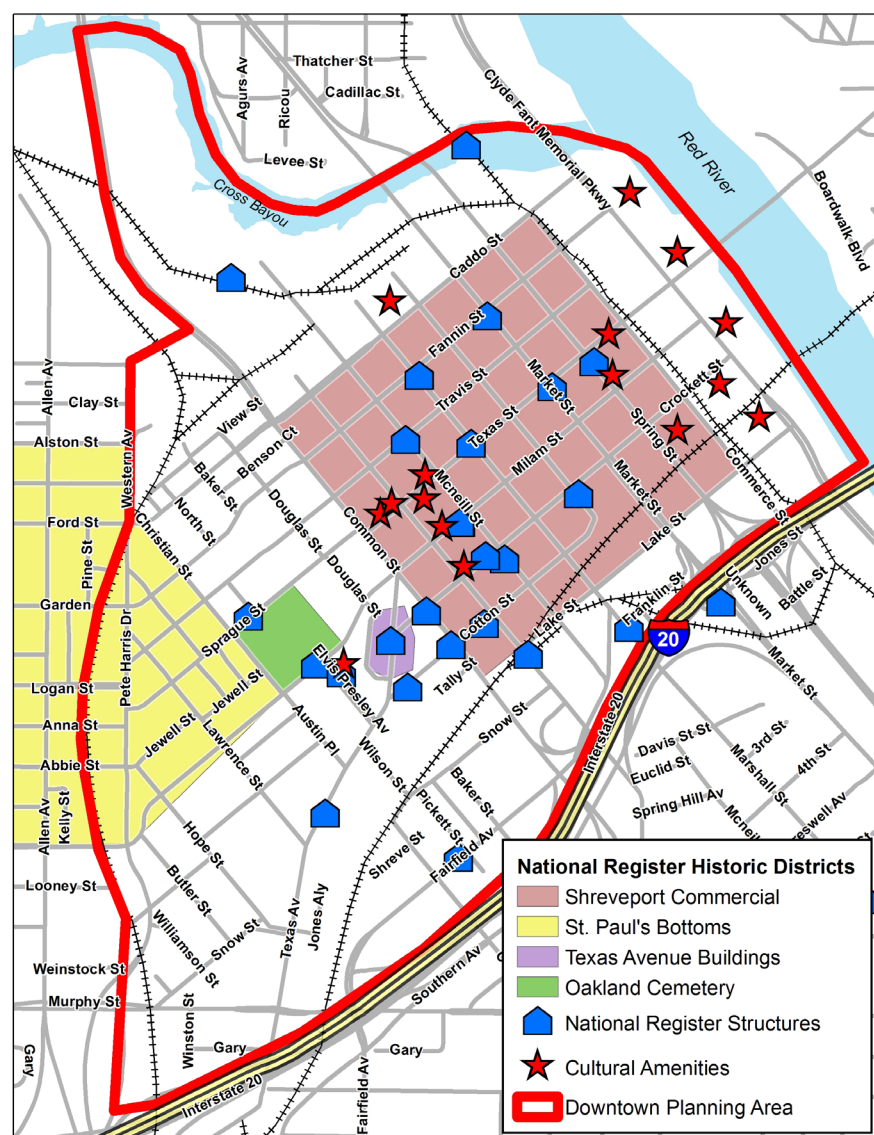 Thatcher St
Cadillac St
Agurs Av
Ricou
Levee St
Clyde Fant Memorial Pkwy
Red River
Boardwalk Blvd
Cross Bayou
Caddo St
Fannin St
Travis St
Market St
Texas St
Milam St
Crockett St
Spring St
Allen Av
Clay St
Alston St
Western Av
View St
Benson Ct
Baker St
Douglas St
North St
Mcneill St
Market St
Commerce St
Common St
Lake St
Jones St
Ford St
Christian St
Pine St
Douglas St
Unknown
Battle St
Garden
Sprague St
Franklin St
Cotton St
Lake St
20
Pete-Harris Dr
Elvis Presley Av
Tally St
Market St
Logan St
Jewell St
Anna St
Jewell St
Lawrence St
Austin Pl
Wilson St
Snow St
Interstate 20
Davis St St
3rd St
Abbie St
Euclid St
Marshall St
4th St
Allen Av
Kelly St
Baker St
Pickett St
Spring Hill Av
Hope St
Shreve St
Fairfield Av
Looney St
Butler St
Snow St
Texas Av
Jones Aly
Williamson St
Weinstock St
Southern Av
Murphy St
Winston St
Gary
Gary
Gary
Interstate 20
Fairfield Av
National Register Historic Districts
Shreveport Commercial
St. Paul's Bottoms
Texas Avenue Buildings
Oakland Cemetery
National Register Structures
Cultural Amenities
Downtown Planning Area